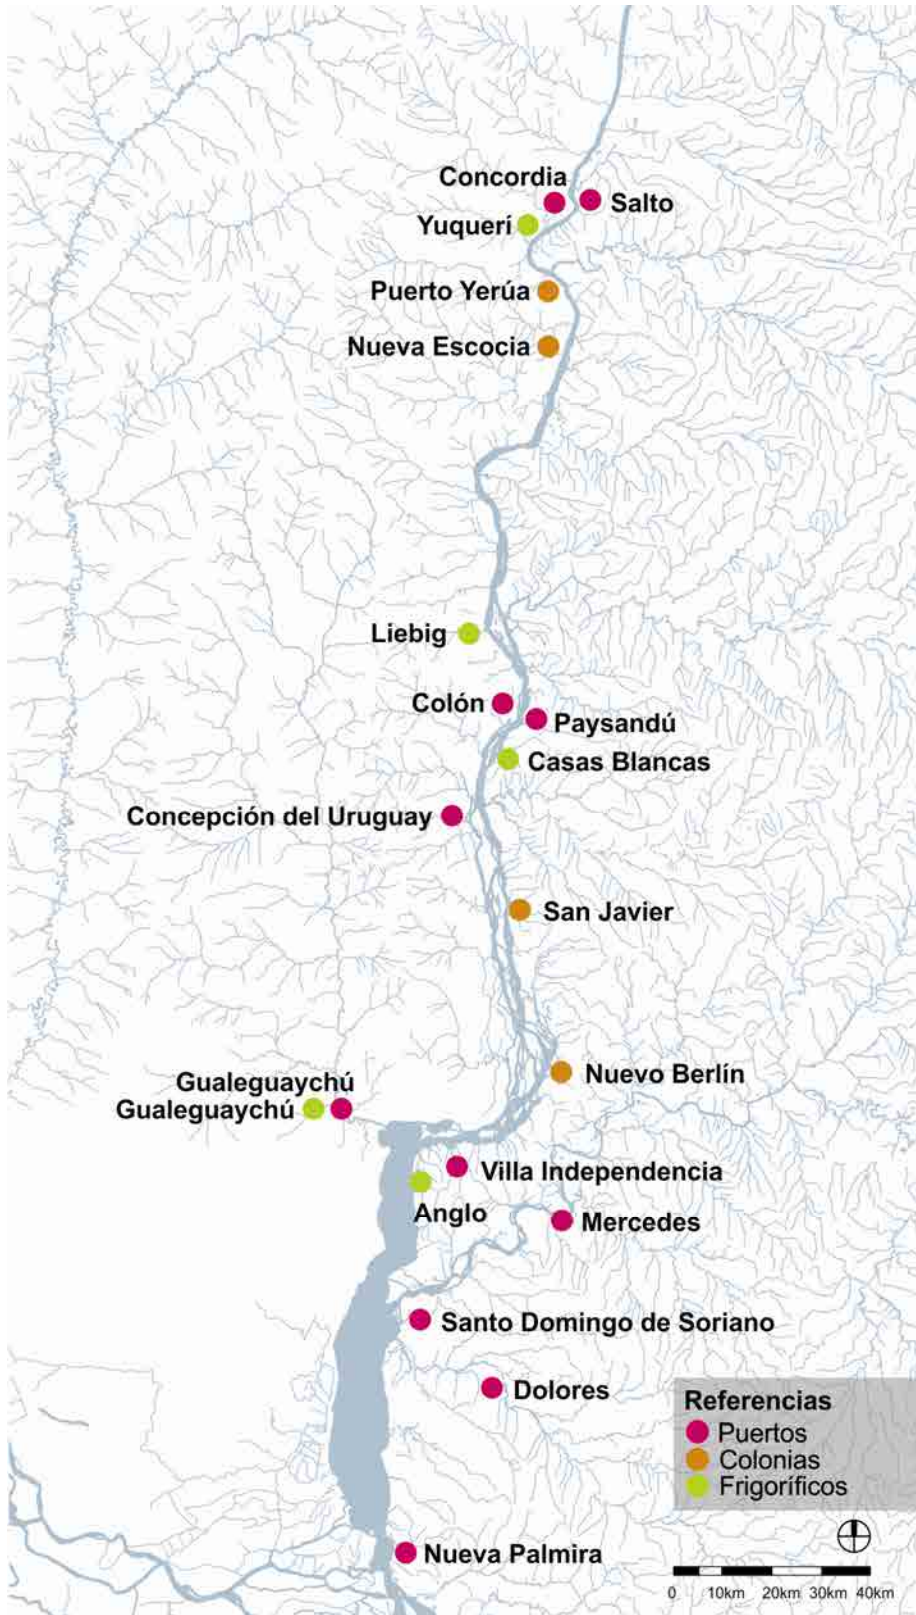 Concordia
Salto
Yuquerí
Puerto Yerúa
Nueva Escocia
Liebig
Colón
Paysandú
Casas Blancas
Concepción del Uruguay
San Javier
Nuevo Berlín
Gualeguaychú
Gualeguaychú
Villa Independencia
Anglo
Mercedes
Santo Domingo de Soriano
Dolores
Referencias
Puertos
Colonias
Frigoríficos
Nueva Palmira
0 10km 20km 30km 40km